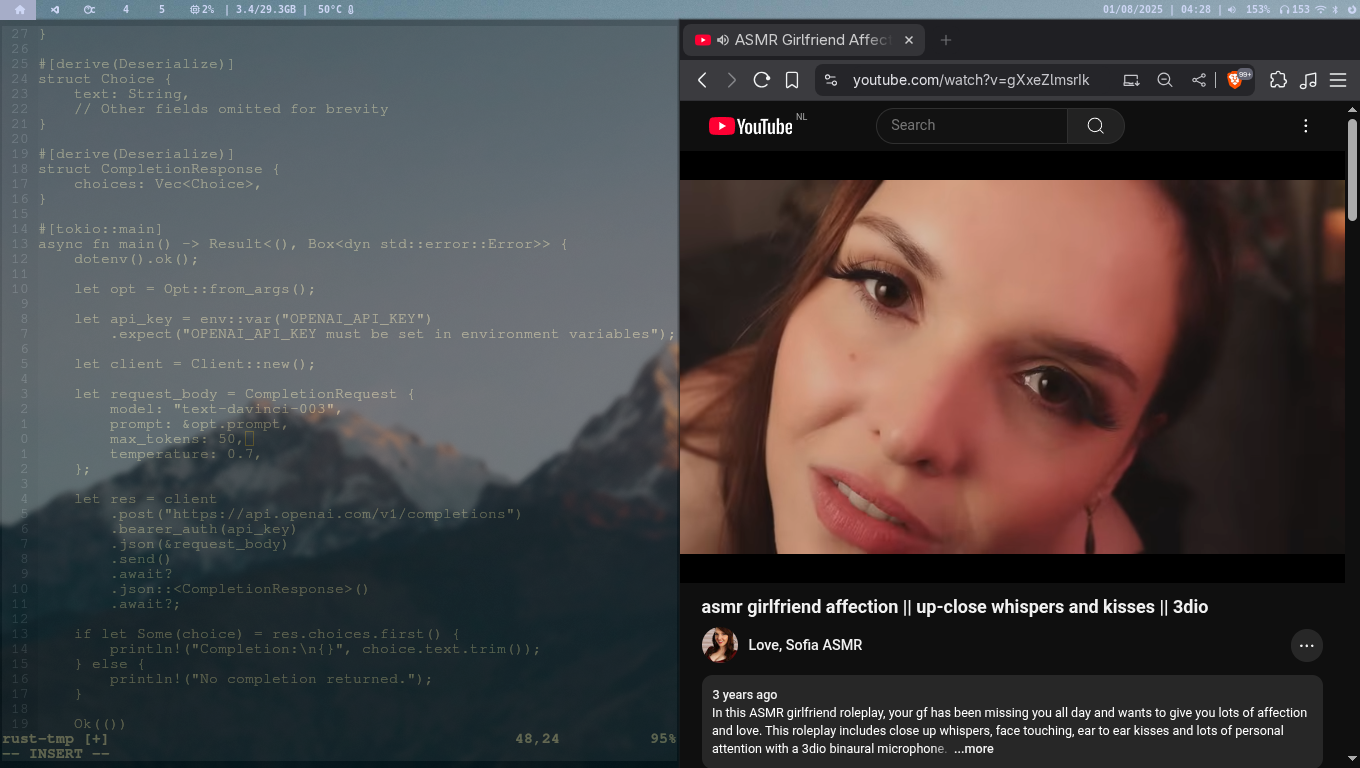 4
5
2% | 3.4/29.3GB | 50°C
01/08/2025 | 04:28 | 153% 153
27 }
26
25 #[derive(Deserialize)]
24 struct Choice {
23     text: String,
22     // Other fields omitted for brevity
21 }
20
19 #[derive(Deserialize)]
18 struct CompletionResponse {
17     choices: Vec<Choice>,
16 }
15
14 #[tokio::main]
13 async fn main() -> Result<(), Box<dyn std::error::Error>> {
12     dotenv().ok();
11
10     let opt = Opt::from_args();
9
8     let api_key = env::var("OPENAI_API_KEY")
7         .expect("OPENAI_API_KEY must be set in environment variables");
6
5     let client = Client::new();
4
3     let request_body = CompletionRequest {
2         model: "text-davinci-003",
1         prompt: &opt.prompt,
0         max_tokens: 50,
1         temperature: 0.7,
2     };
3
4     let res = client
5         .post("https://api.openai.com/v1/completions")
6         .bearer_auth(api_key)
7         .json(&request_body)
8         .send()
9         .await?
10         .json::<CompletionResponse>()
11         .await?;
12
13     if let Some(choice) = res.choices.first() {
14         println!("Completion:\n{}", choice.text.trim());
15     } else {
16         println!("No completion returned.");
17     }
18
19     Ok(())
rust-tmp [+] 48,24 95%
-- INSERT --
ASMR Girlfriend Affect
youtube.com/watch?v=gXxeZlmsrIk
99+
YouTube NL
Search
asmr girlfriend affection || up-close whispers and kisses || 3dio
Love, Sofia ASMR
3 years ago
In this ASMR girlfriend roleplay, your gf has been missing you all day and wants to give you lots of affection
and love. This roleplay includes close up whispers, face touching, ear to ear kisses and lots of personal
attention with a 3dio binaural microphone. ...more